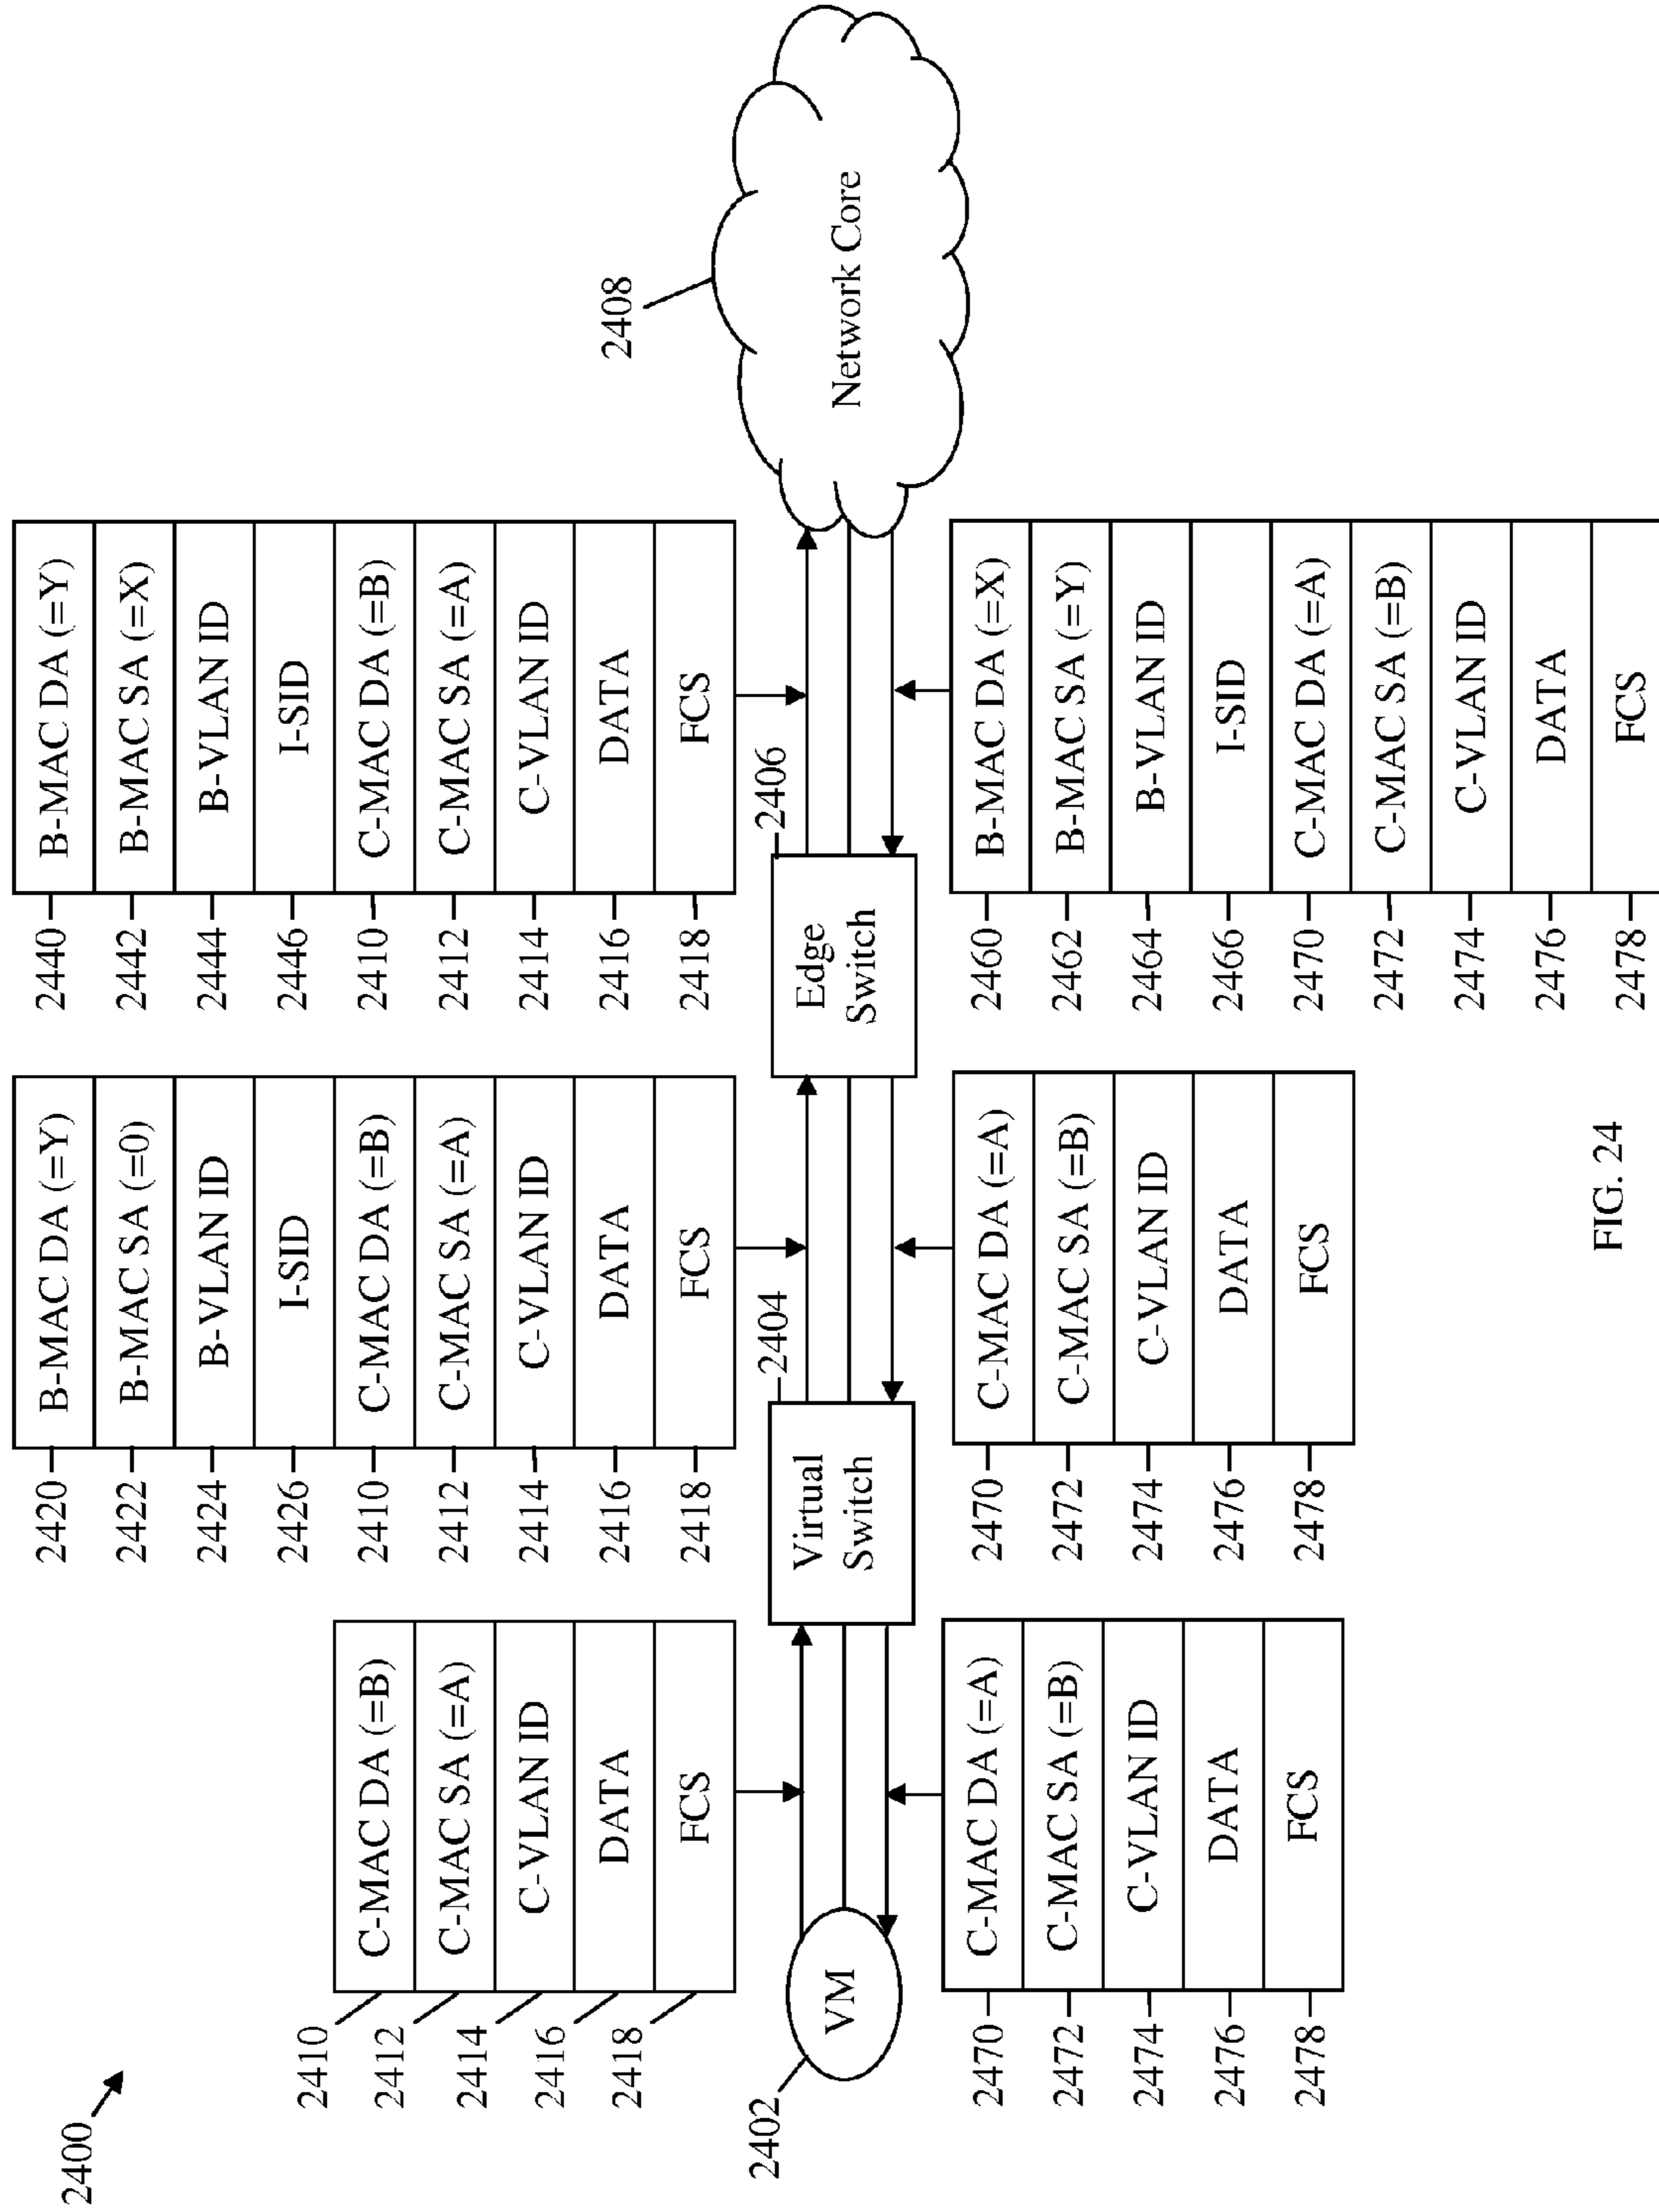 2400
2410
2412
2414
2416
2418
C-MAC DA (=B)
C-MAC SA (=A)
C-VLAN ID
DATA
FCS
2420
2422
2424
2426
2410
2412
2414
2416
2418
B-MAC DA (=Y)
B-MAC SA (=0)
B-VLAN ID
I-SID
C-MAC DA (=B)
C-MAC SA (=A)
C-VLAN ID
DATA
FCS
2440
2442
2444
2446
2410
2412
2414
2416
2418
B-MAC DA (=Y)
B-MAC SA (=X)
B-VLAN ID
I-SID
C-MAC DA (=B)
C-MAC SA (=A)
C-VLAN ID
DATA
FCS
2402
VM
2404
Virtual
Switch
2406
Edge
Switch
2408
Network Core
2470
2472
2474
2476
2478
C-MAC DA (=A)
C-MAC SA (=B)
C-VLAN ID
DATA
FCS
2470
2472
2474
2476
2478
C-MAC DA (=A)
C-MAC SA (=B)
C-VLAN ID
DATA
FCS
2460
2462
2464
2466
2470
2472
2474
2476
2478
B-MAC DA (=X)
B-MAC SA (=Y)
B-VLAN ID
I-SID
C-MAC DA (=A)
C-MAC SA (=B)
C-VLAN ID
DATA
FCS
FIG. 24